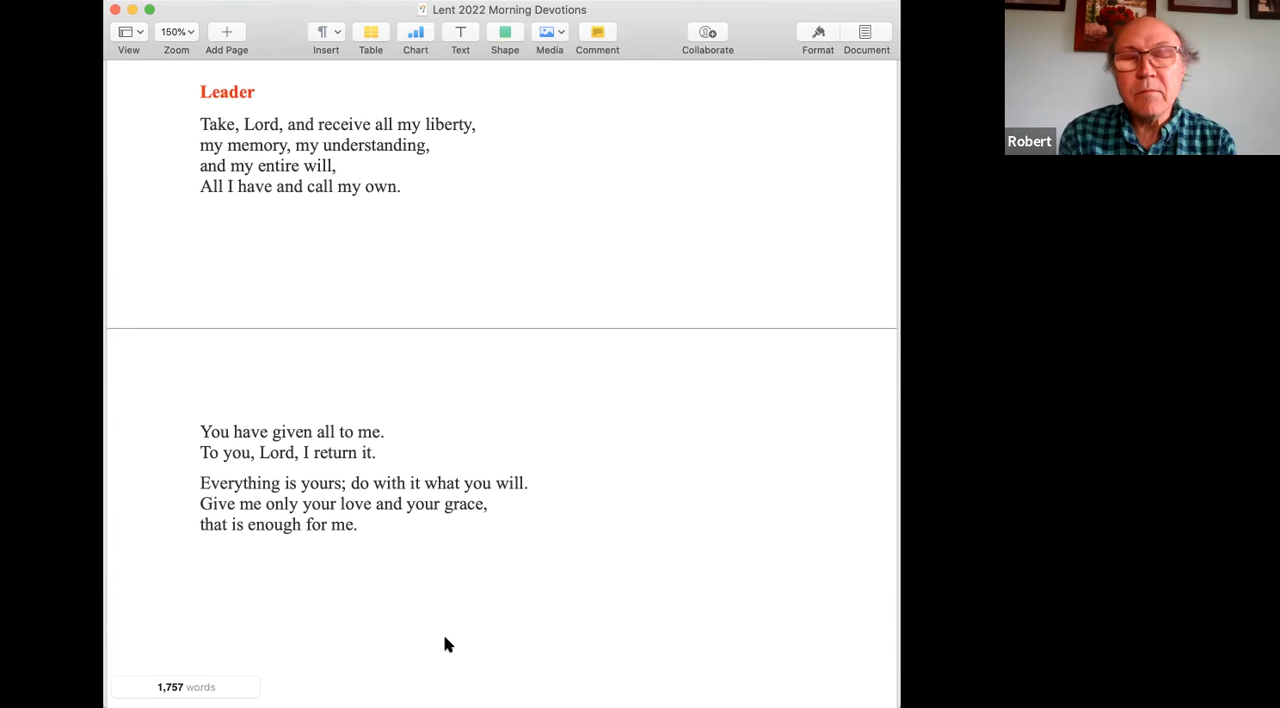 Lent 2022 Morning Devotions
150%
View Zoom Add Page Insert Table Chart Text Shape Media Comment Collaborate Format Document
Leader
Take, Lord, and receive all my liberty,
my memory, my understanding,
and my entire will,
All I have and call my own.
You have given all to me.
To you, Lord, I return it.
Everything is yours; do with it what you will.
Give me only your love and your grace,
that is enough for me.
1,757 words
Robert